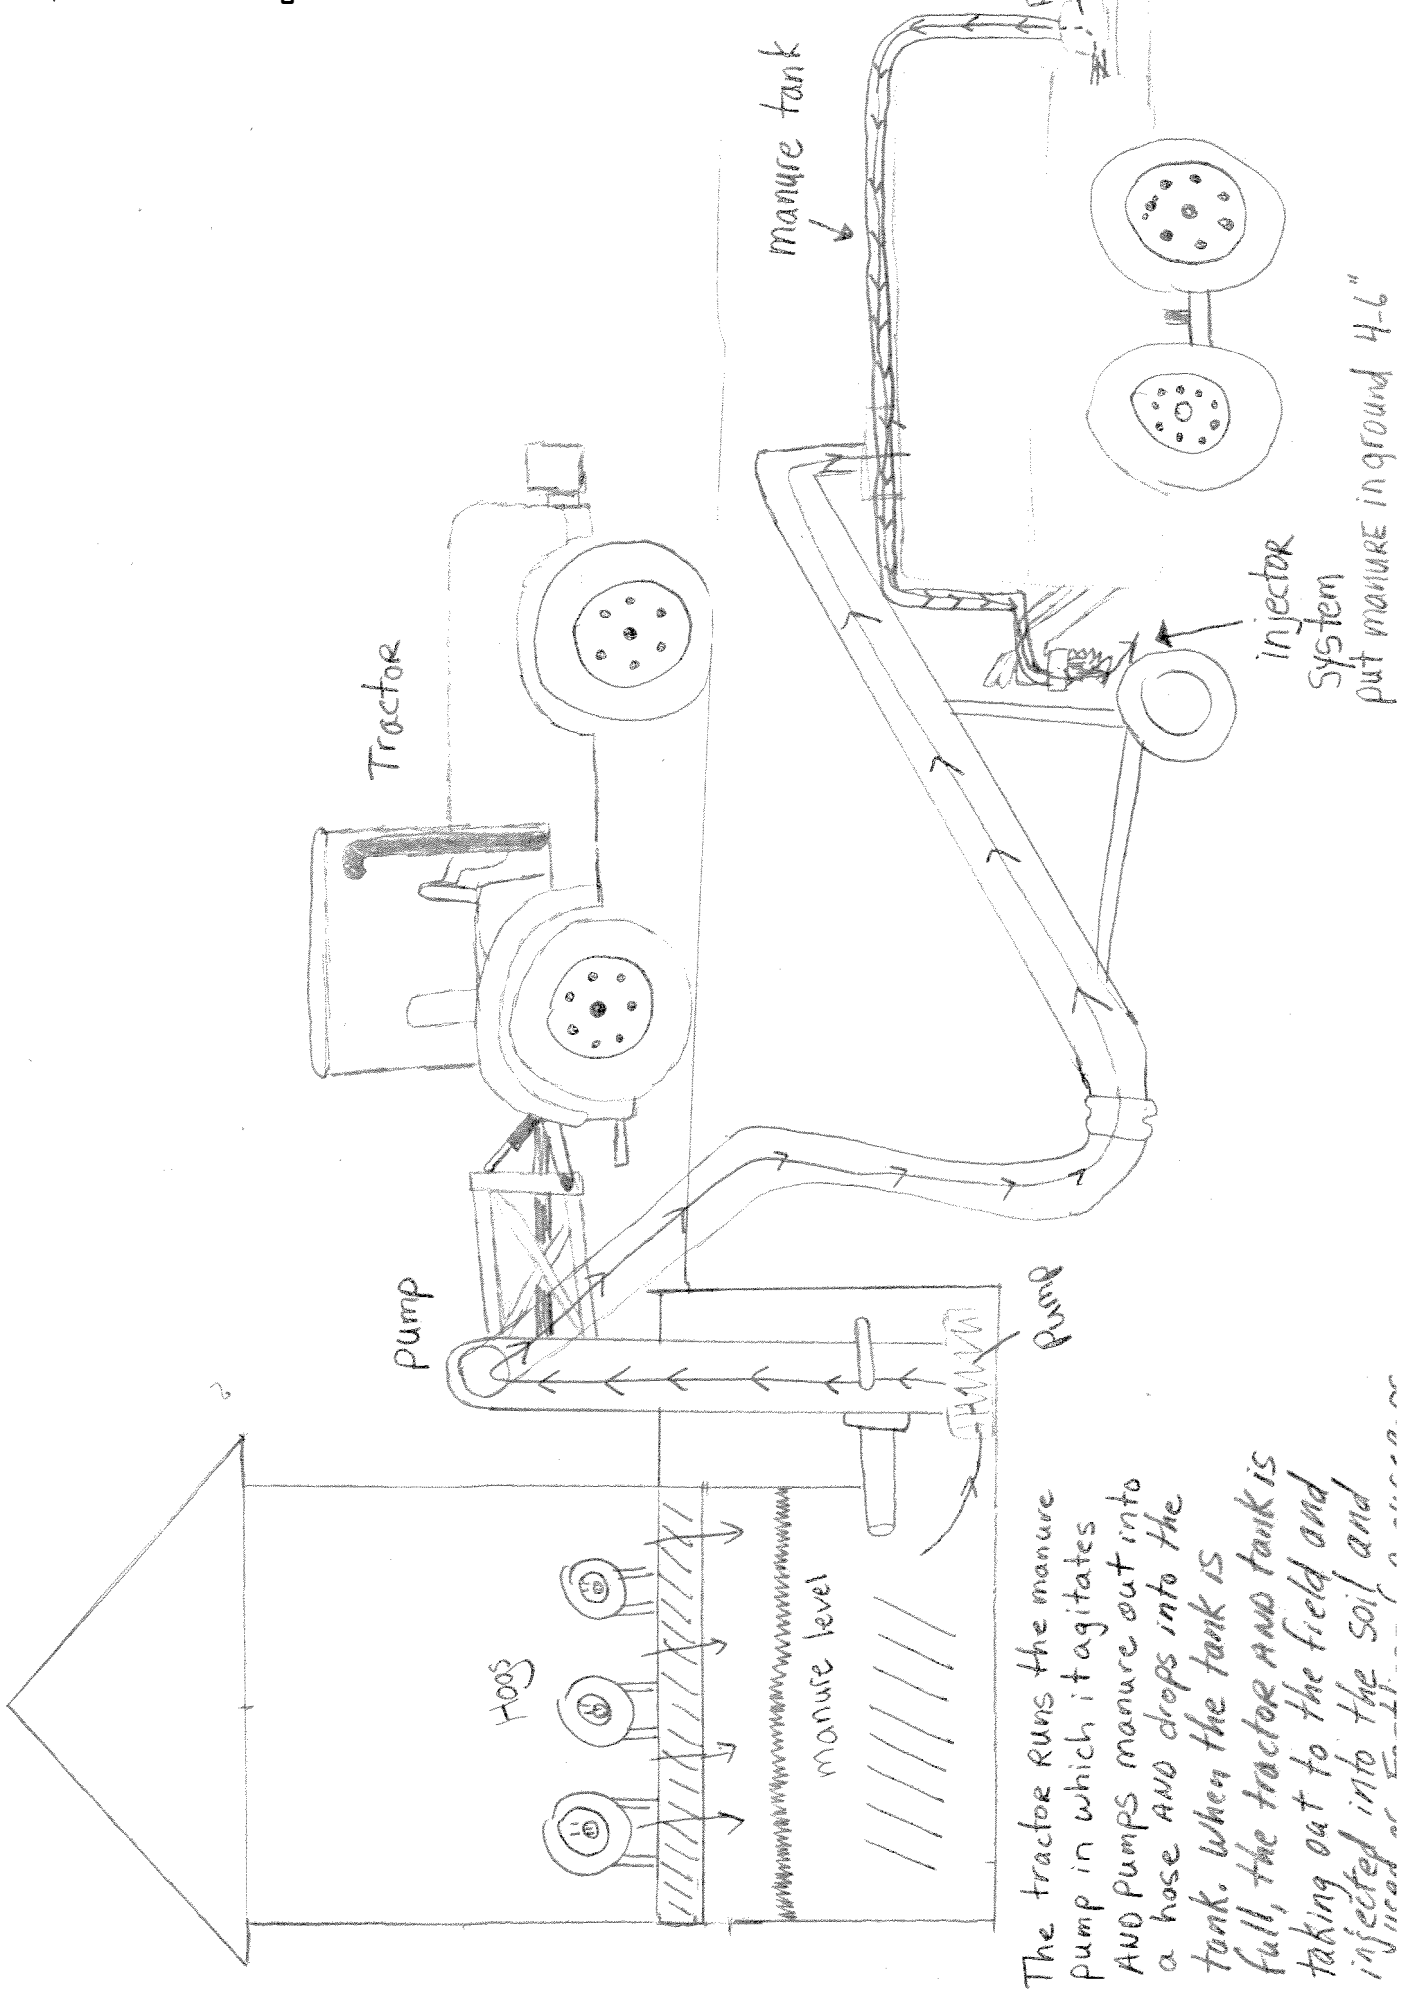 Tractor
manure tank
Pump
Hogs
manure level
pump
injector
system
put manure inground 4-6"
The tractor runs the manure
pump in which it agitates
AND pumps manure out into
a hose AND drops into the
tank. When the tank is
full, the tractor AND tank is
taking out to the field and
injected into the soil and
used as